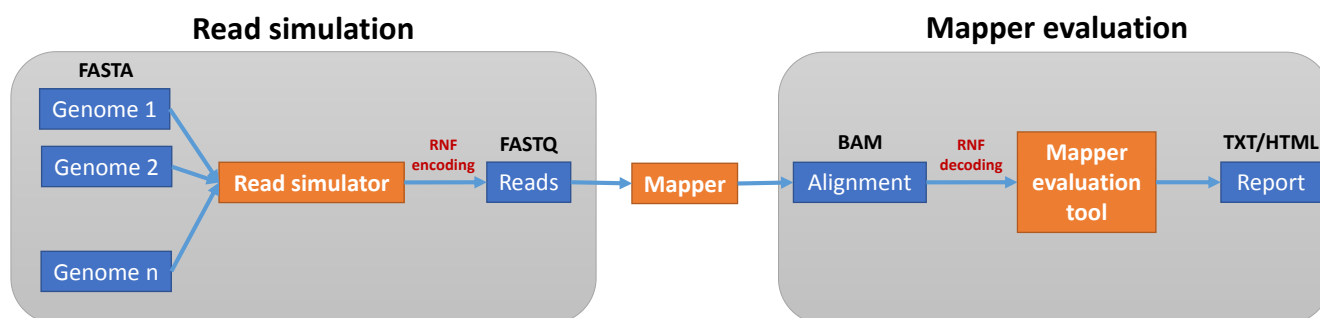 Read simulation
FASTA
Genome 1
Genome 2
Genome n
Read simulator
RNF
encoding
FASTQ
Reads
Mapper
Mapper evaluation
BAM
Alignment
RNF
decoding
Mapper
evaluation
tool
TXT/HTML
Report